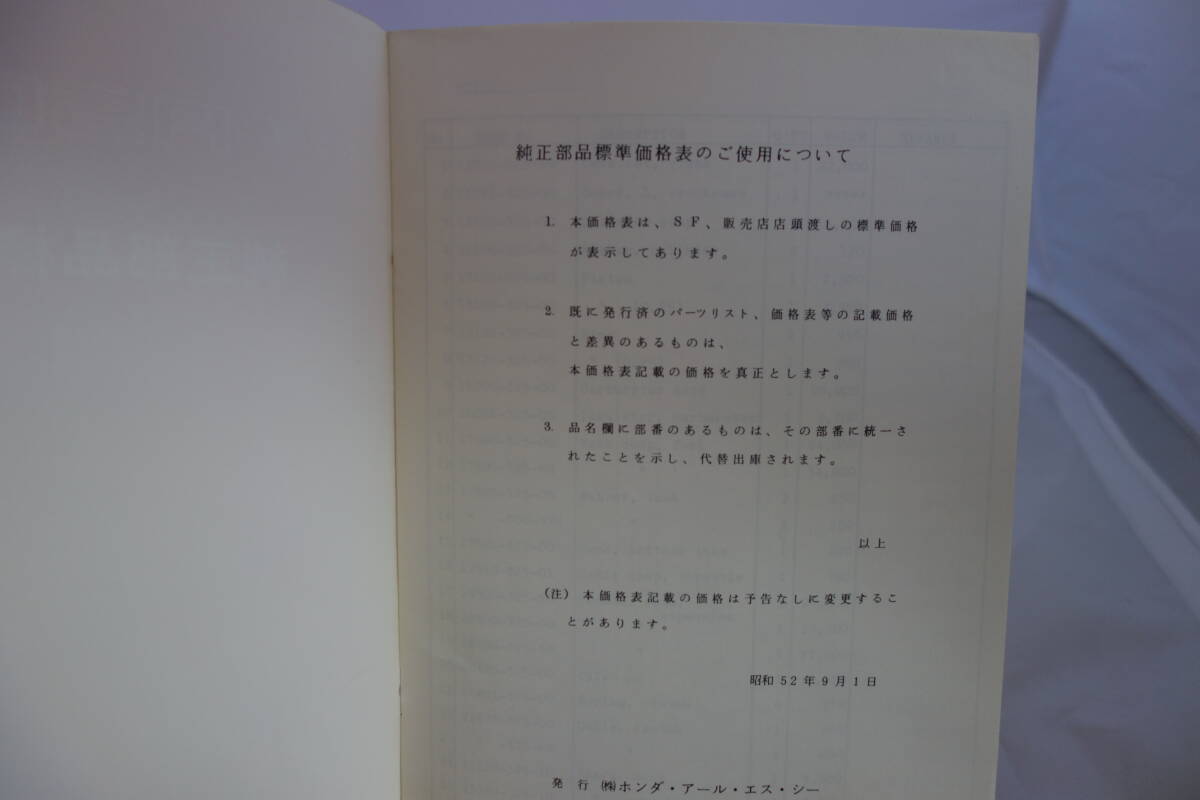 純正部品標準価格表のご使用について
1. 本価格表は、SF、販売店店頭渡しの標準価格
が表示してあります。
2. 既に発行済のパーツリスト、価格表等の記載価格
と差異のあるものは、
本価格表記載の価格を真正とします。
3. 品名欄に部番のあるものは、その部番に統一さ
れたことを示し、代替出庫されます。
以上
(注) 本価格表記載の価格は予告なしに変更するこ
とがあります。
昭和52年9月1日
発行 ㈱ホンダ・アール・エス・シー